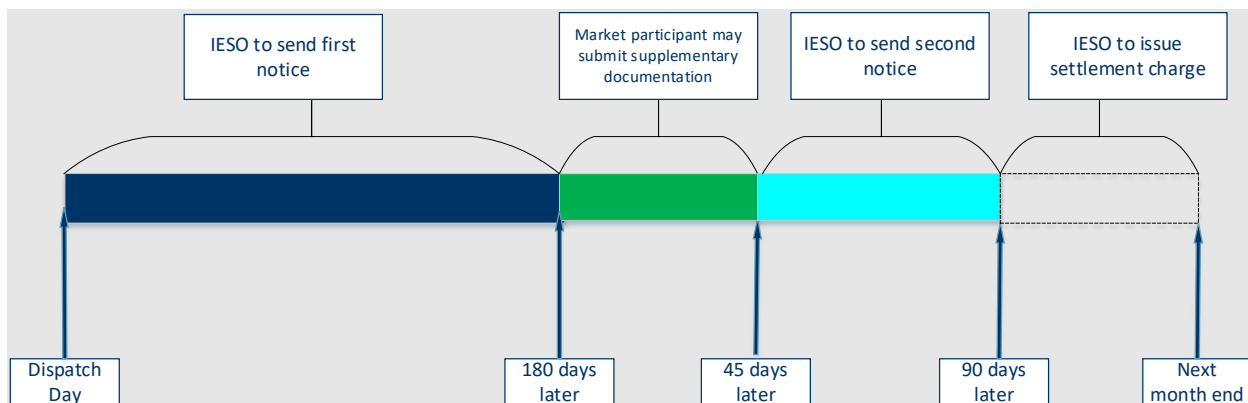 IESO to send first
notice
Market participant may
submit supplementary
documentation
IESO to send second
notice
IESO to issue
settlement charge
Dispatch
Day
180 days
later
45 days
later
90 days
later
Next
month end